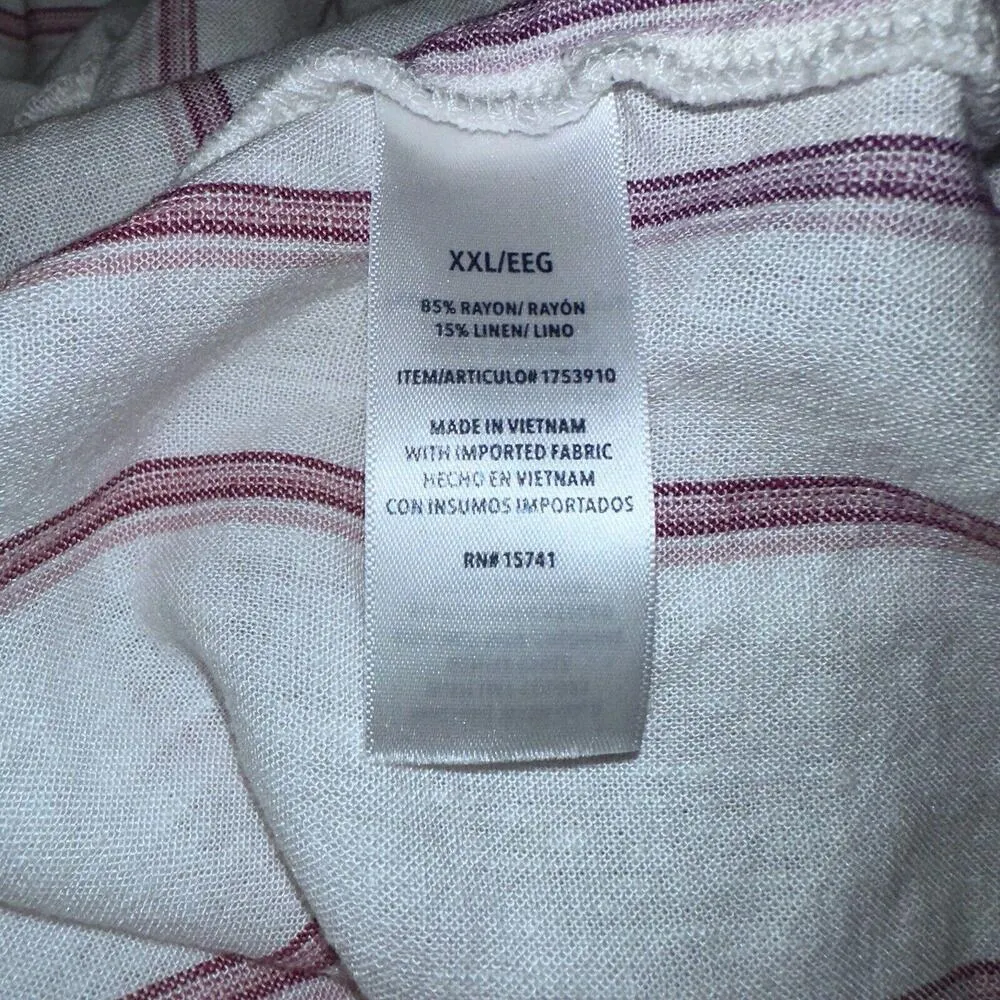 XXL/EEG
85% RAYON/ RAYÓN
15% LINEN/ LINO
ITEM/ARTICULO# 1753910
MADE IN VIETNAM
WITH IMPORTED FABRIC
HECHO EN VIETNAM
CON INSUMOS IMPORTADOS
RN# 15741